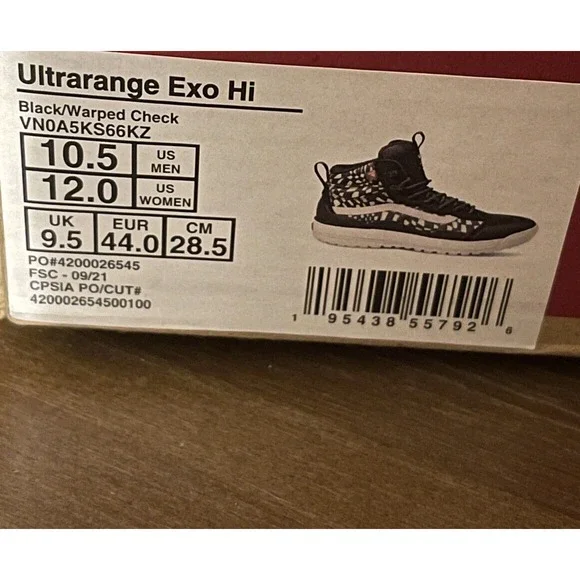 Ultrarange Exo Hi
Black/Warped Check
VN0A5KS66KZ
10.5 US MEN
12.0 US WOMEN
UK 9.5 EUR 44.0 CM 28.5
PO#4200026545
FSC - 09/21
CPSIA PO/CUT#
420002654500100
1 95438 55792 6